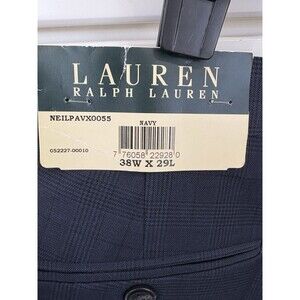 LAUREN
RALPH LAUREN
NEILPAVX0055
NAVY
052227-00010
7 76058 22928 0
38W X 29L